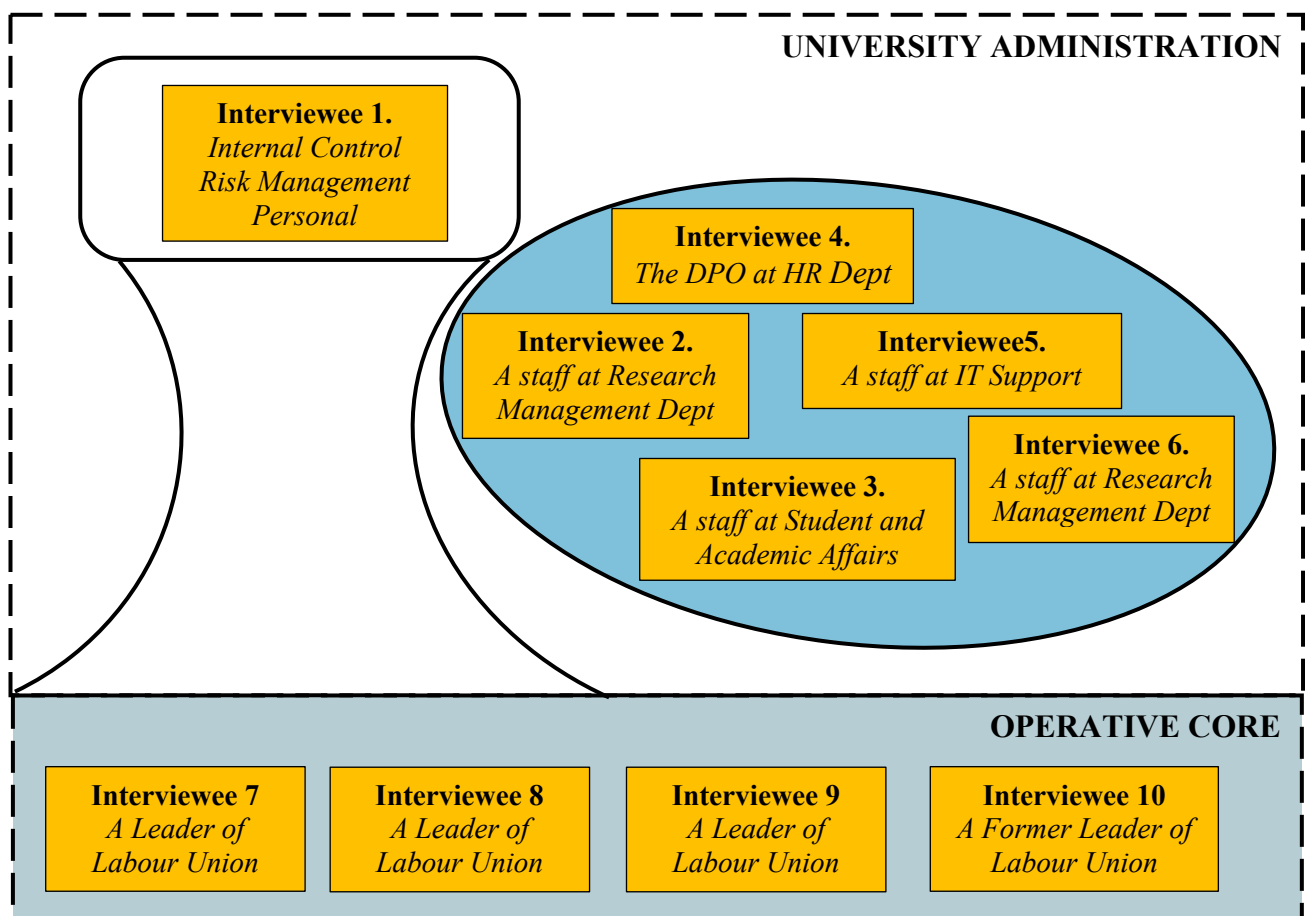 UNIVERSITY ADMINISTRATION
Interviewee 1.
Internal Control
Risk Management
Personal
Interviewee 4.
The DPO at HR Dept
Interviewee 2.
A staff at Research
Management Dept
Interviewee5.
A staff at IT Support
Interviewee 6.
A staff at Research
Management Dept
Interviewee 3.
A staff at Student and
Academic Affairs
OPERATIVE CORE
Interviewee 7
A Leader of
Labour Union
Interviewee 8
A Leader of
Labour Union
Interviewee 9
A Leader of
Labour Union
Interviewee 10
A Former Leader of
Labour Union